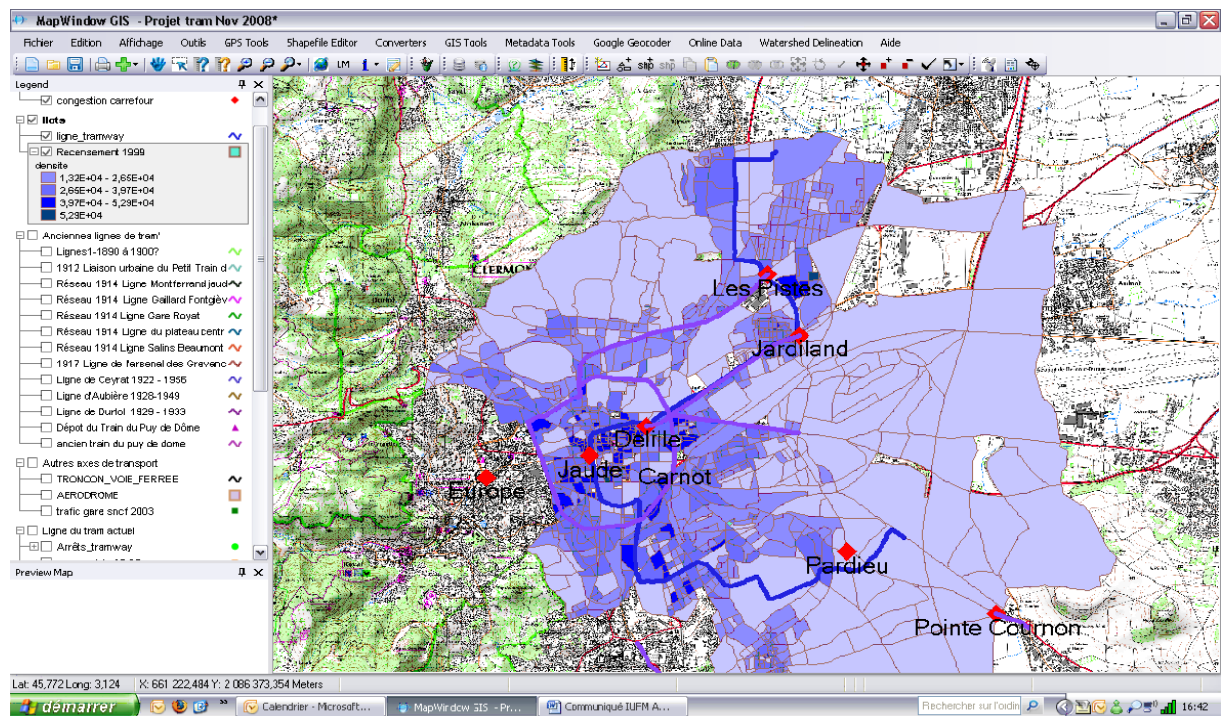 MapWindow GIS - Projet tram Nov 2008*
Fichier Edition Affichage Outils GPS Tools Shapefile Editor Converters GIS Tools Metadata Tools Google Geocoder Online Data Watershed Delineation Aide
LM
Legend
congestion carrefour
Ilots
ligne_tramway
Recensement 1999
densite
1,32E+04 - 2,65E+04
2,65E+04 - 3,97E+04
3,97E+04 - 5,29E+04
5,29E+04
Anciennes lignes de tram'
Lignes1-1890 à 1900?
1912 Liaison urbaine du Petit Train d
Réseau 1914 Ligne Montferrand jaud
Réseau 1914 Ligne Gaillard Fontgièv
Réseau 1914 Ligne Gare Royat
Réseau 1914 Ligne du plateau centr
Réseau 1914 Ligne Salins Beaumont
1917 Ligne de l'arsenal des Gravanc
Ligne de Ceyrat 1922 - 1956
Ligne d'Aubière 1928-1949
Ligne de Durtol 1929 - 1933
Dépôt du Train du Puy de Dôme
ancien train du puy de dome
Autres axes de transport
TRONCON_VOIE_FERREE
AERODROME
trafic gare sncf 2003
Ligne du tram actuel
Arrêts_tramway
Preview Map
CLERMO
Les Pistes
Jardiland
Delille
Jaude
Carnot
Europe
Pardieu
Pointe Cournon
Lat: 45,772 Long: 3,124 X: 661 222,484 Y: 2 086 373,354 Meters
démarrer
Calendrier - Microsoft...
MapWindow GIS - Pr...
Communiqué IUFM A...
Rechercher sur l'ordin
16:42